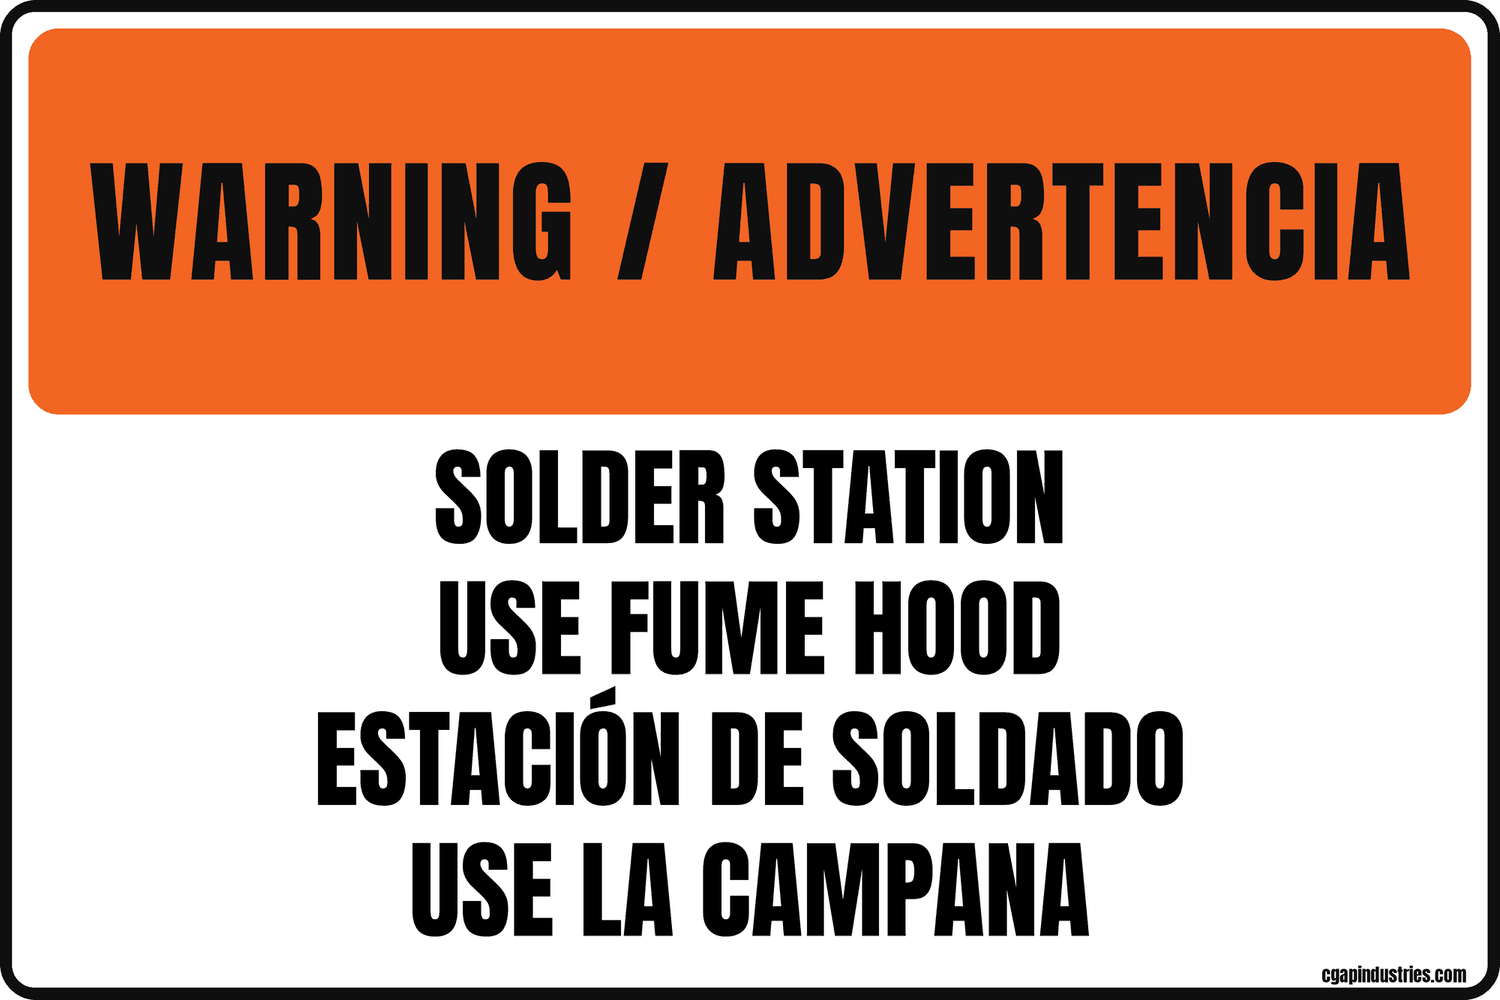 WARNING / ADVERTENCIA
SOLDER STATION
USE FUME HOOD
ESTACIÓN DE SOLDADO
USE LA CAMPANA
cgapindustries.com